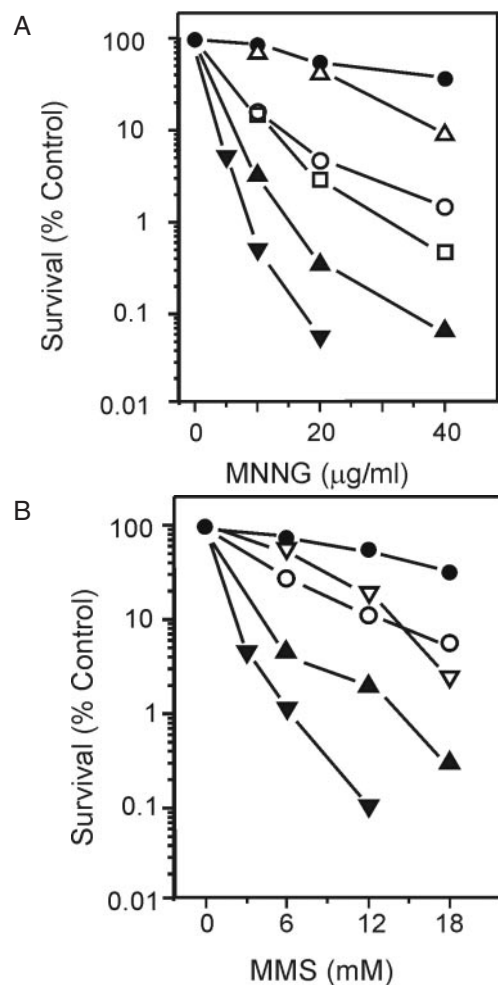 A
Survival (% Control)
100
10
1
0.1
0.01
0 20 40
MNNG (μg/ml)
B
Survival (% Control)
100
10
1
0.1
0.01
0 6 12 18
MMS (mM)